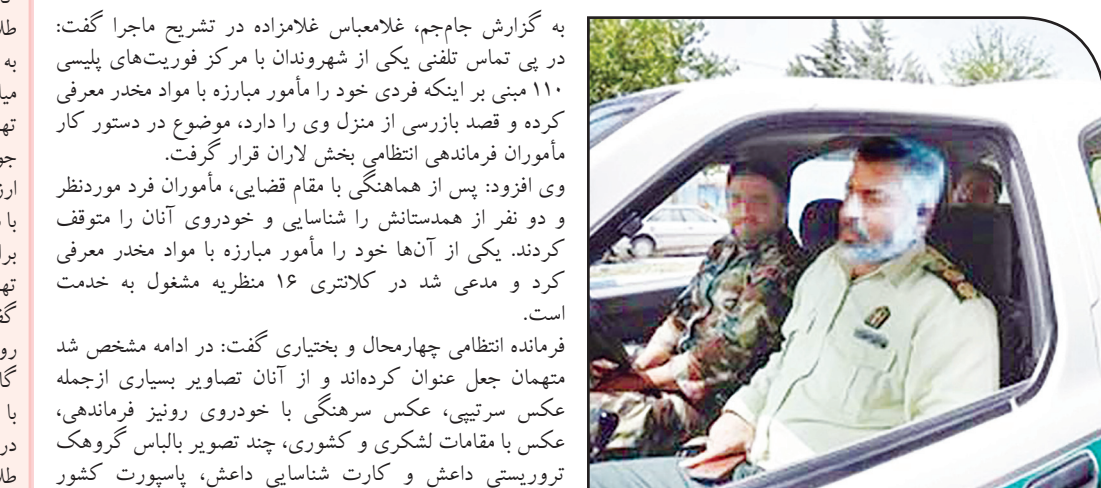 به گزارش جام‌جم، غلامعباس غلامزاده در تشریح ماجرا گفت:
در پی تماس تلفنی یکی از شهروندان با مرکز فوریت‌های پلیسی
۱۱۰ مبنی بر اینکه فردی خود را مأمور مبارزه با مواد مخدر معرفی
کرده و قصد بازرسی از منزل وی را دارد، موضوع در دستور کار
مأموران فرماندهی انتظامی بخش لاران قرار گرفت.
وی افزود: پس از هماهنگی با مقام قضایی، مأموران فرد موردنظر
و دو نفر از همدستانش را شناسایی و خودروی آنان را متوقف
کردند. یکی از آن‌ها خود را مأمور مبارزه با مواد مخدر معرفی
کرد و مدعی شد در کلانتری ۱۶ منظریه مشغول به خدمت
است.
فرمانده انتظامی چهارمحال و بختیاری گفت: در ادامه مشخص شد
متهمان جعل عنوان کرده‌اند و از آنان تصاویر بسیاری ازجمله
عکس سرتیپی، عکس سرهنگی با خودروی رونیز فرماندهی،
عکس با مقامات لشکری و کشوری، چند تصویر بالباس گروهک
تروریستی داعش و کارت شناسایی داعش، پاسپورت کشور